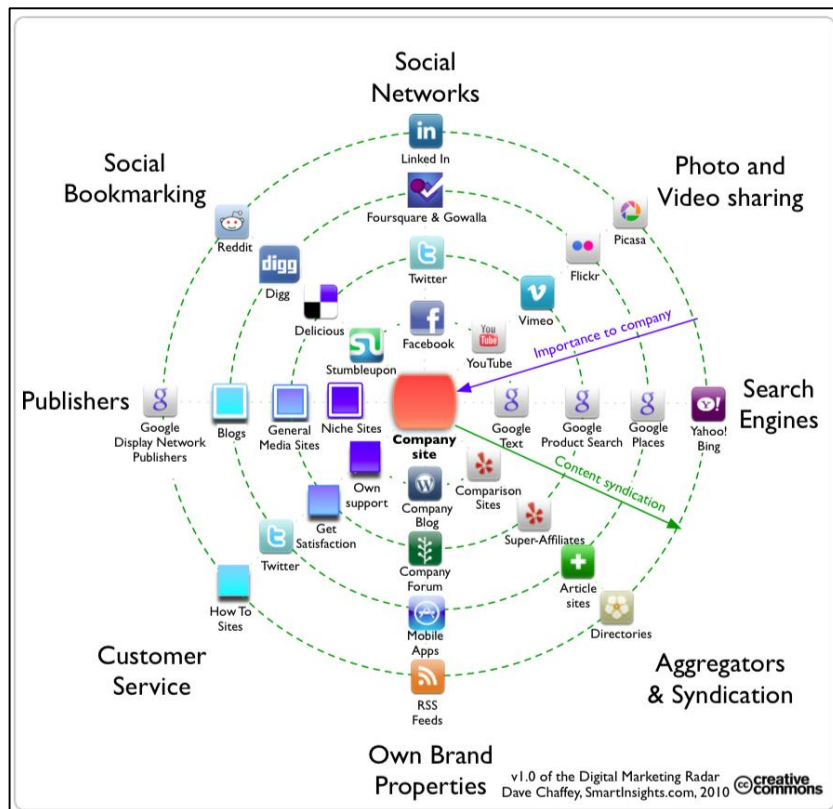 Social
Networks
in
Linked In
Social
Bookmarking
Photo and
Video sharing
Reddit
Picasa
Foursquare & Gowalla
digg
Digg
Flickr
Twitter
Delicious
Vimeo
Importance to company
Facebook
You
Tube
YouTube
Stumbleupon
Publishers
Google
Display Network
Publishers
Blogs
General
Media Sites
Niche Sites
Company
site
Google
Text
Google
Product Search
Google
Places
Yahoo!
Bing
Search
Engines
Content syndication
Own
support
Company
Blog
Comparison
Sites
Get
Satisfaction
Super-Affiliates
Twitter
Company
Forum
Article
sites
How To
Sites
Mobile
Apps
Directories
Customer
Service
RSS
Feeds
Aggregators
& Syndication
Own Brand
Properties
v1.0 of the Digital Marketing Radar
Dave Chaffey, SmartInsights.com, 2010
cc creative
commons